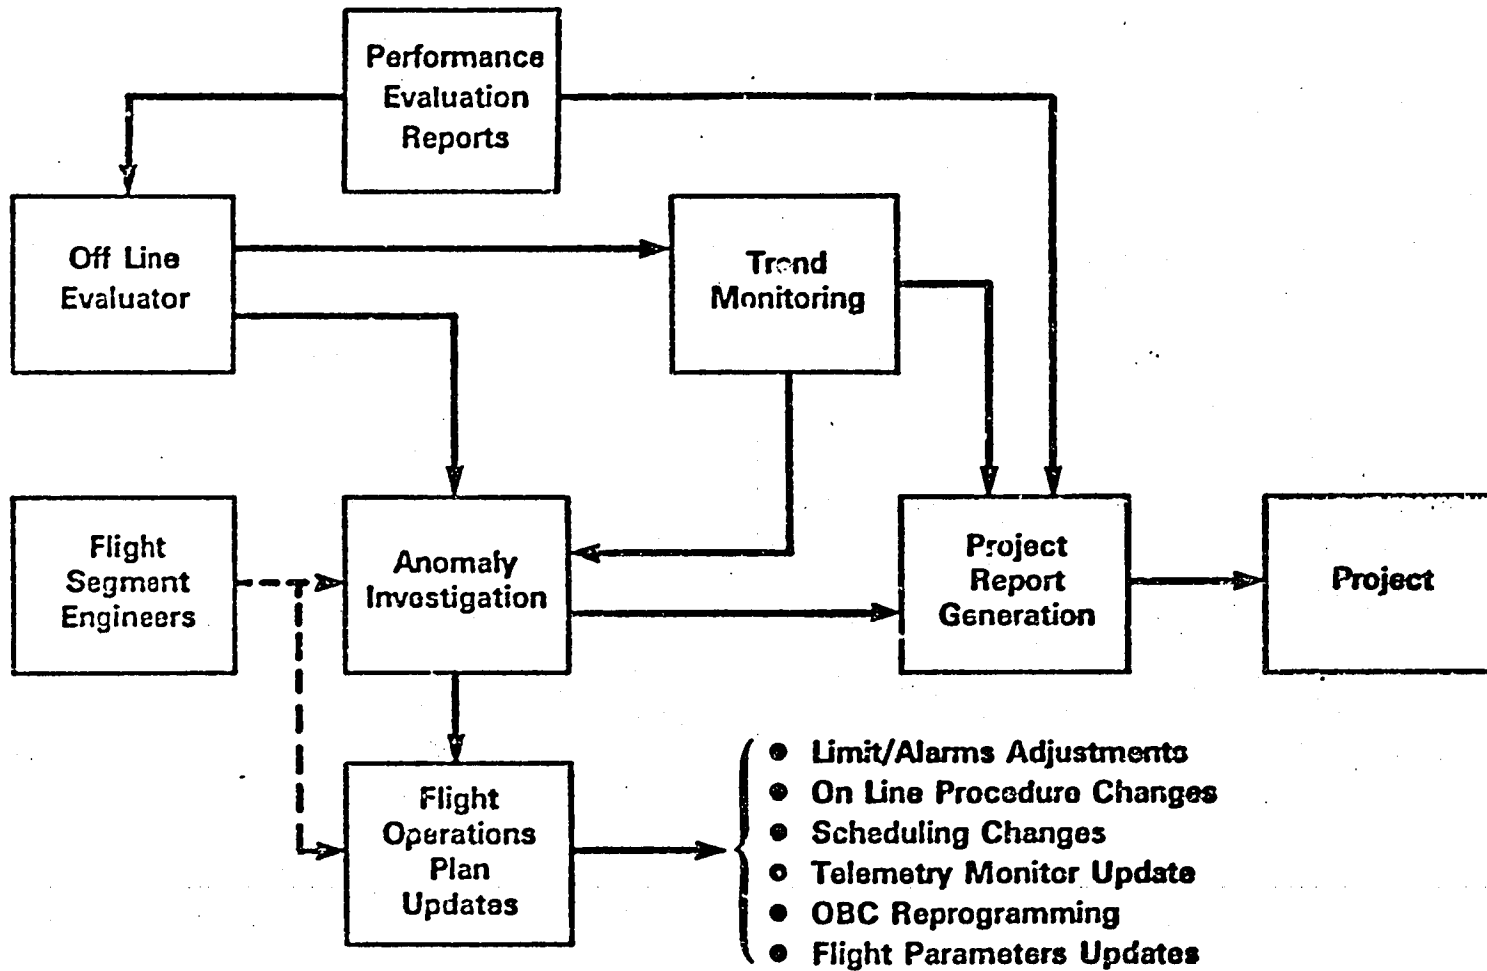 Performance
Evaluation
Reports
Off Line
Evaluator
Trend
Monitoring
Flight
Segment
Engineers
Anomaly
Investigation
Project
Report
Generation
Project
Flight
Operations
Plan
Updates
● Limit/Alarms Adjustments
● On Line Procedure Changes
● Scheduling Changes
● Telemetry Monitor Update
● OBC Reprogramming
● Flight Parameters Updates